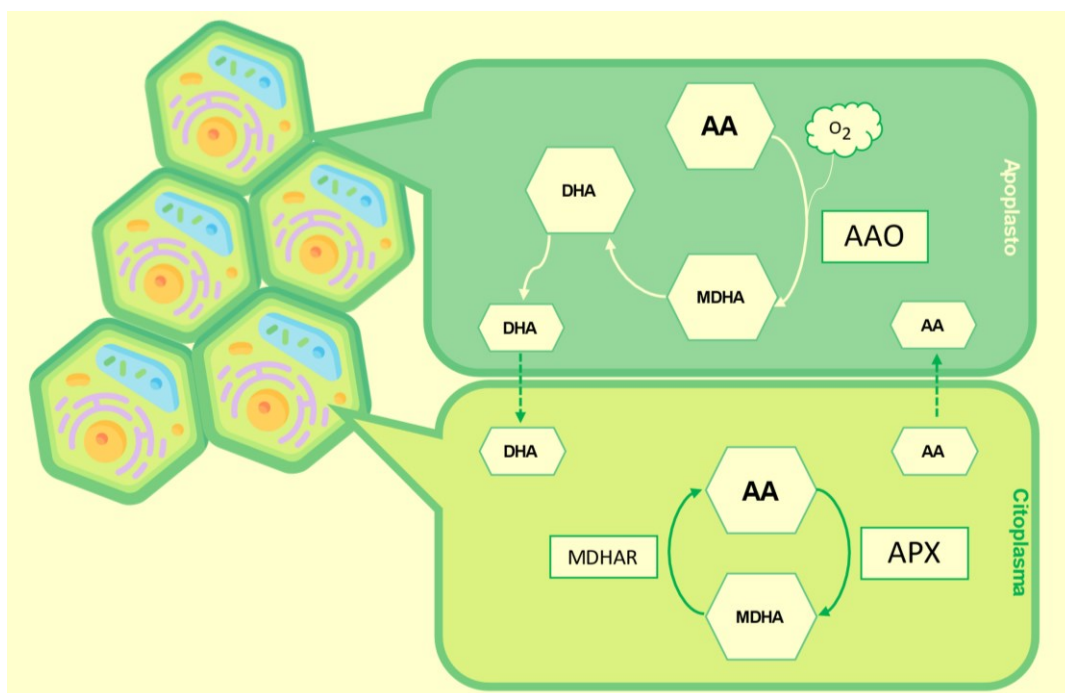 AA
O2
DHA
Apoplasto
AAO
MDHA
DHA
AA
DHA
AA
AA
Citoplasma
MDHAR
APX
MDHA